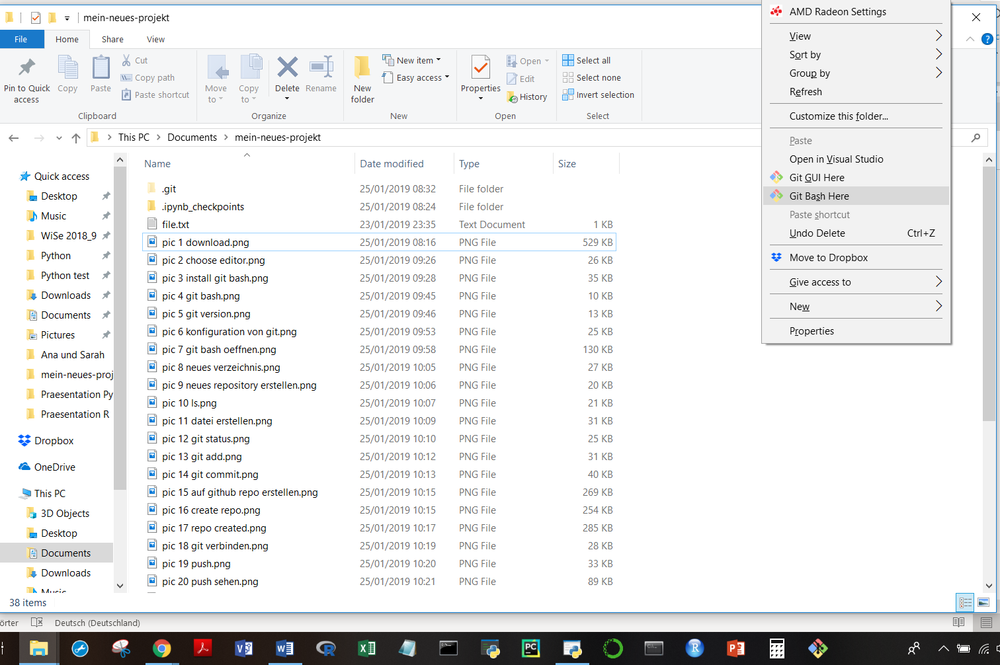 mein-neues-projekt
File Home Share View
Pin to Quick access
Copy
Paste
Cut
Copy path
Paste shortcut
Clipboard
Move to
Copy to
Delete
Rename
Organize
New folder
New item
Easy access
New
Properties
Open
Edit
History
Open
Select all
Select none
Invert selection
Select
This PC > Documents > mein-neues-projekt
Quick access
Desktop
Music
WiSe 2018_9
Python
Python test
Downloads
Documents
Pictures
Ana und Sarah
mein-neues-proj
Praesentation Py
Praesentation R
Dropbox
OneDrive
This PC
3D Objects
Desktop
Documents
Downloads
Music
Name Date modified Type Size
.git 25/01/2019 08:32 File folder
.ipynb_checkpoints 25/01/2019 08:24 File folder
file.txt 23/01/2019 23:35 Text Document 1 KB
pic 1 download.png 25/01/2019 08:16 PNG File 529 KB
pic 2 choose editor.png 25/01/2019 09:26 PNG File 26 KB
pic 3 install git bash.png 25/01/2019 09:28 PNG File 35 KB
pic 4 git bash.png 25/01/2019 09:45 PNG File 10 KB
pic 5 git version.png 25/01/2019 09:46 PNG File 13 KB
pic 6 konfiguration von git.png 25/01/2019 09:53 PNG File 25 KB
pic 7 git bash oeffnen.png 25/01/2019 09:58 PNG File 130 KB
pic 8 neues verzeichnis.png 25/01/2019 10:05 PNG File 27 KB
pic 9 neues repository erstellen.png 25/01/2019 10:06 PNG File 20 KB
pic 10 ls.png 25/01/2019 10:07 PNG File 21 KB
pic 11 datei erstellen.png 25/01/2019 10:09 PNG File 31 KB
pic 12 git status.png 25/01/2019 10:10 PNG File 25 KB
pic 13 git add.png 25/01/2019 10:12 PNG File 31 KB
pic 14 git commit.png 25/01/2019 10:13 PNG File 40 KB
pic 15 auf github repo erstellen.png 25/01/2019 10:15 PNG File 269 KB
pic 16 create repo.png 25/01/2019 10:15 PNG File 254 KB
pic 17 repo created.png 25/01/2019 10:17 PNG File 285 KB
pic 18 git verbinden.png 25/01/2019 10:19 PNG File 28 KB
pic 19 push.png 25/01/2019 10:20 PNG File 33 KB
pic 20 push sehen.png 25/01/2019 10:21 PNG File 89 KB
AMD Radeon Settings
View
Sort by
Group by
Refresh
Customize this folder...
Paste
Open in Visual Studio
Git GUI Here
Git Bash Here
Paste shortcut
Undo Delete Ctrl+Z
Move to Dropbox
Give access to
New
Properties
38 items
örter Deutsch (Deutschland)